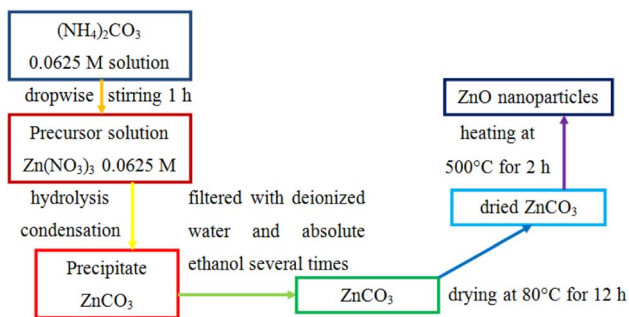 (NH₄)₂CO₃
0.0625 M solution
dropwise stirring 1 h
Precursor solution
Zn(NO₃)₃ 0.0625 M
hydrolysis
condensation
Precipitate
ZnCO₃
filtered with deionized
water and absolute
ethanol several times
ZnCO₃
drying at 80°C for 12 h
dried ZnCO₃
heating at
500°C for 2 h
ZnO nanoparticles